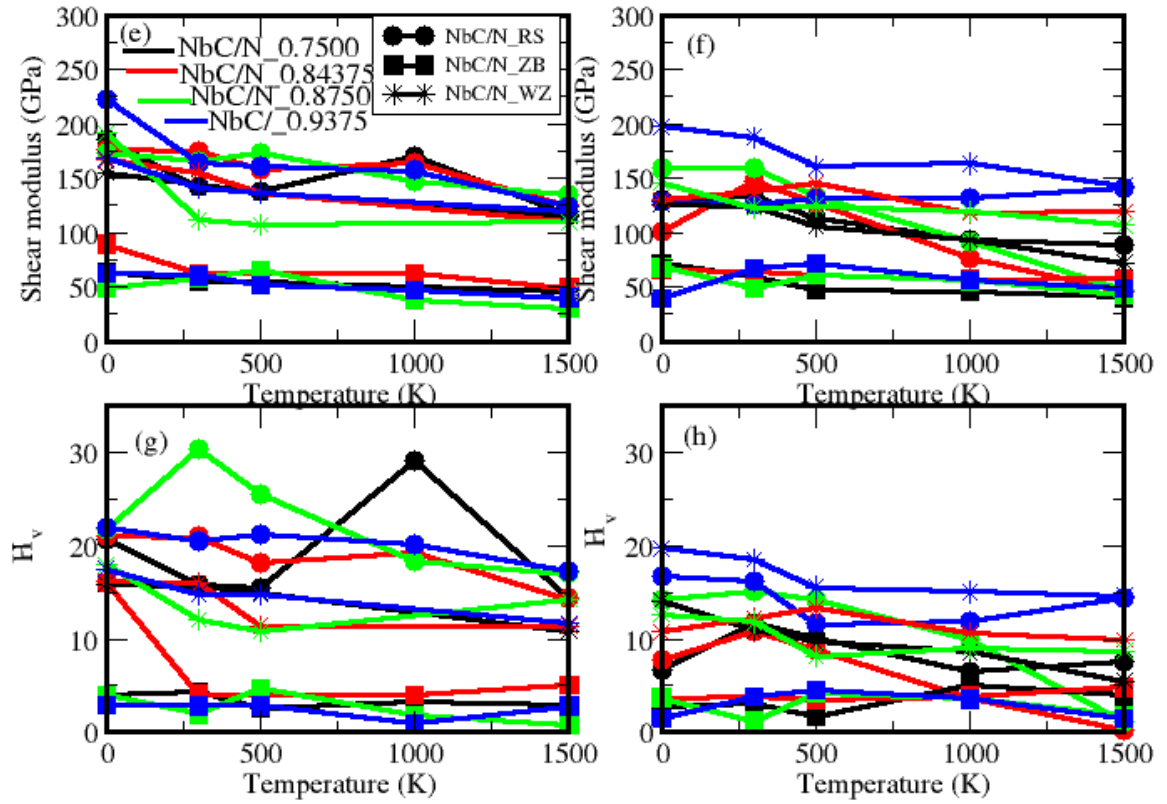 (e)
NbC/N_0.7500
NbC/N_0.84375
NbC/N_0.8750
NbC/_0.9375
NbC/N_RS
NbC/N_ZB
NbC/N_WZ
Shear modulus (GPa)
300
250
200
150
100
50
0
0 500 1000 1500
Temperature (K)
(f)
Shear modulus (GPa)
300
250
200
150
100
50
0
0 500 1000 1500
Temperature (K)
(g)
H_v
30
20
10
0
0 500 1000 1500
Temperature (K)
(h)
H_v
30
20
10
0
0 500 1000 1500
Temperature (K)